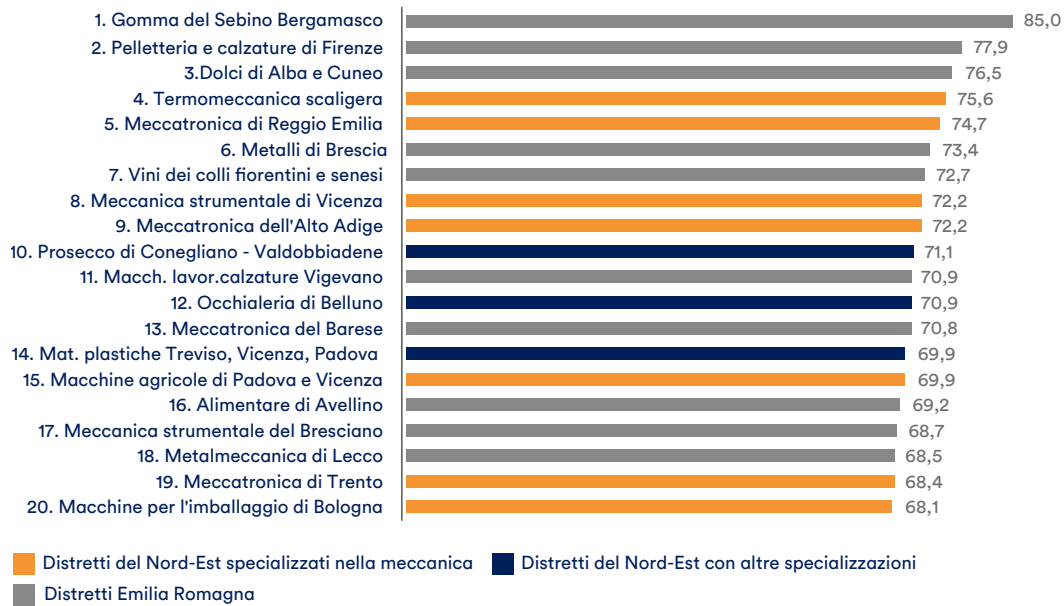 1. Gomma del Sebino Bergamasco 85,0
2. Pelletteria e calzature di Firenze 77,9
3.Dolci di Alba e Cuneo 76,5
4. Termomeccanica scaligera 75,6
5. Meccatronica di Reggio Emilia 74,7
6. Metalli di Brescia 73,4
7. Vini dei colli fiorentini e senesi 72,7
8. Meccanica strumentale di Vicenza 72,2
9. Meccatronica dell'Alto Adige 72,2
10. Prosecco di Conegliano - Valdobbiadene 71,1
11. Macch. lavor.calzature Vigevano 70,9
12. Occhialeria di Belluno 70,9
13. Meccatronica del Barese 70,8
14. Mat. plastiche Treviso, Vicenza, Padova 69,9
15. Macchine agricole di Padova e Vicenza 69,9
16. Alimentare di Avellino 69,2
17. Meccanica strumentale del Bresciano 68,7
18. Metalmeccanica di Lecco 68,5
19. Meccatronica di Trento 68,4
20. Macchine per l'imballaggio di Bologna 68,1
Distretti del Nord-Est specializzati nella meccanica Distretti del Nord-Est con altre specializzazioni
Distretti Emilia Romagna